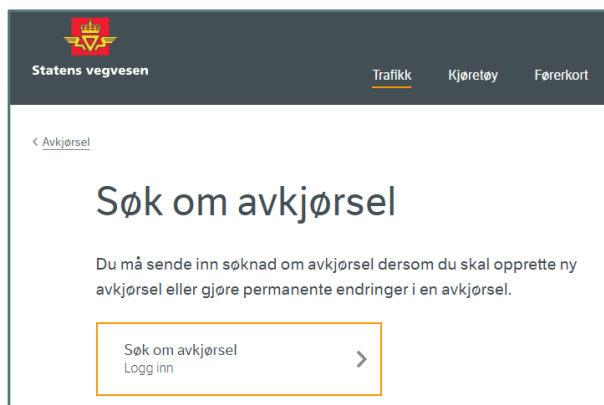 Statens vegvesen
Trafikk Kjøretøy Førerkort
< Avkjørsel
Søk om avkjørsel
Du må sende inn søknad om avkjørsel dersom du skal opprette ny
avkjørsel eller gjøre permanente endringer i en avkjørsel.
Søk om avkjørsel
Logg inn